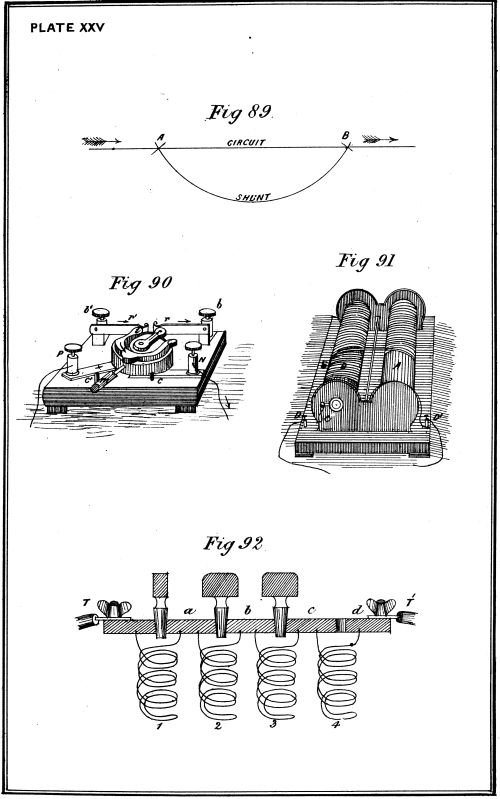 PLATE XXV
Fig 89.
A B
CIRCUIT
SHUNT
Fig 90
b' r' r b
P N
c' c
Fig 91
A
D D'
Fig 92
T a b c d T'
1 2 3 4